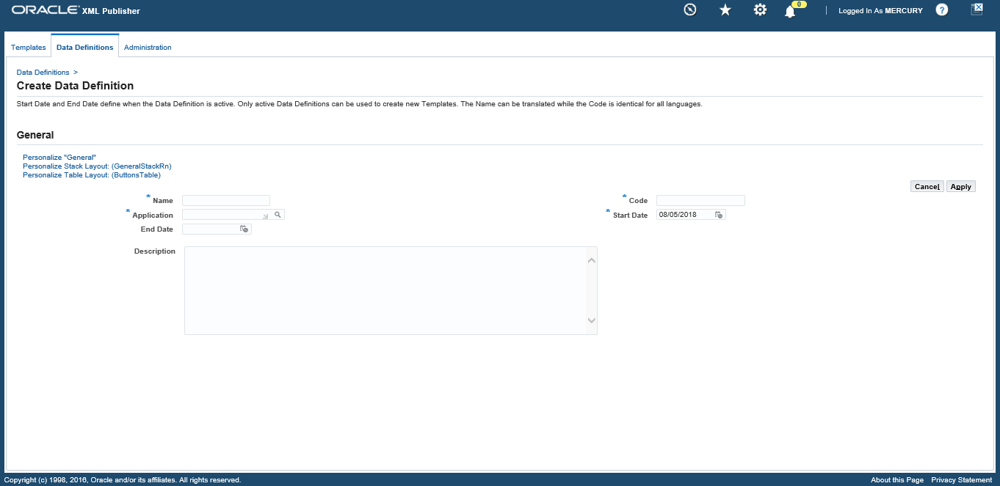 ORACLE XML Publisher
0
Logged In As MERCURY
?
Templates
Data Definitions
Administration
Data Definitions >
Create Data Definition
Start Date and End Date define when the Data Definition is active. Only active Data Definitions can be used to create new Templates. The Name can be translated while the Code is identical for all languages.
General
Personalize "General"
Personalize Stack Layout: (GeneralStackRn)
Personalize Table Layout: (ButtonsTable)
Cancel
Apply
* Name
* Code
* Application
* Start Date 08/05/2018
End Date
Description
Copyright (c) 1998, 2016, Oracle and/or its affiliates. All rights reserved.
About this Page
Privacy Statement